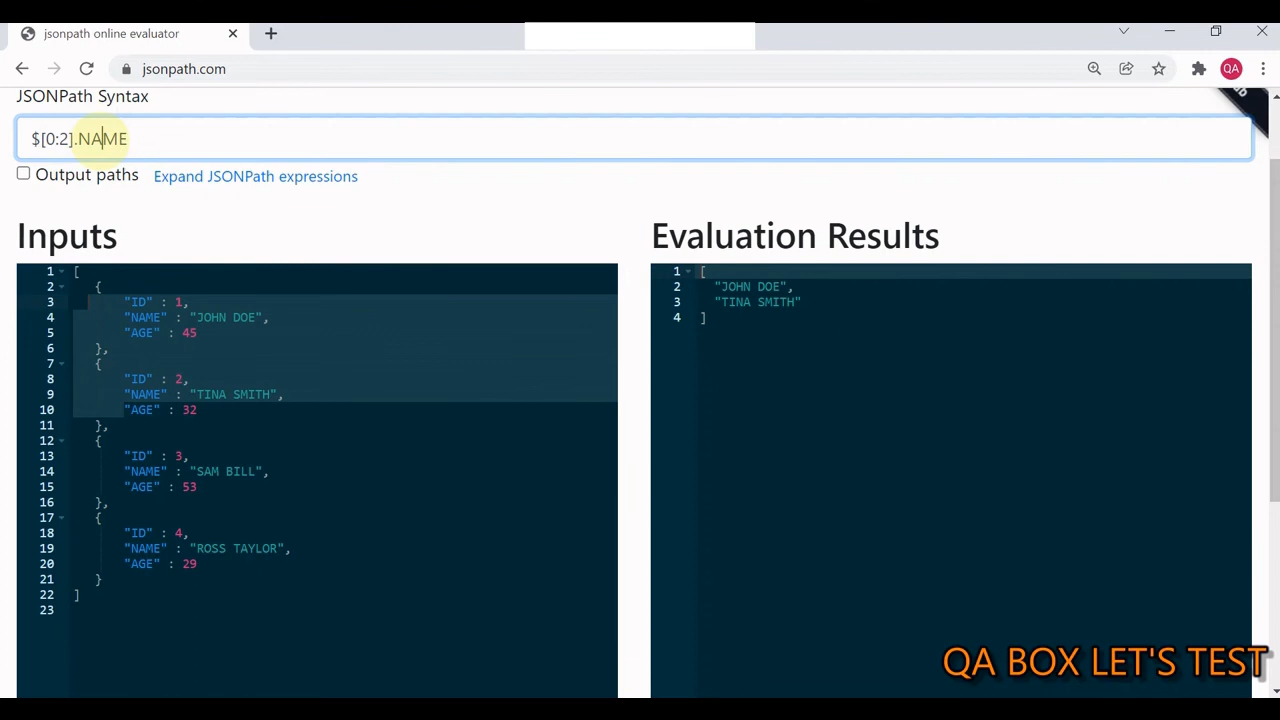 jsonpath online evaluator
jsonpath.com
QA
JSONPath Syntax
$[0:2].NAME
Output paths
Expand JSONPath expressions
Inputs
1 [
2 {
3 "ID" : 1,
4 "NAME" : "JOHN DOE",
5 "AGE" : 45
6 },
7 {
8 "ID" : 2,
9 "NAME" : "TINA SMITH",
10 "AGE" : 32
11 },
12 {
13 "ID" : 3,
14 "NAME" : "SAM BILL",
15 "AGE" : 53
16 },
17 {
18 "ID" : 4,
19 "NAME" : "ROSS TAYLOR",
20 "AGE" : 29
21 }
22 ]
23
Evaluation Results
1 [
2 "JOHN DOE",
3 "TINA SMITH"
4 ]
QA BOX LET'S TEST